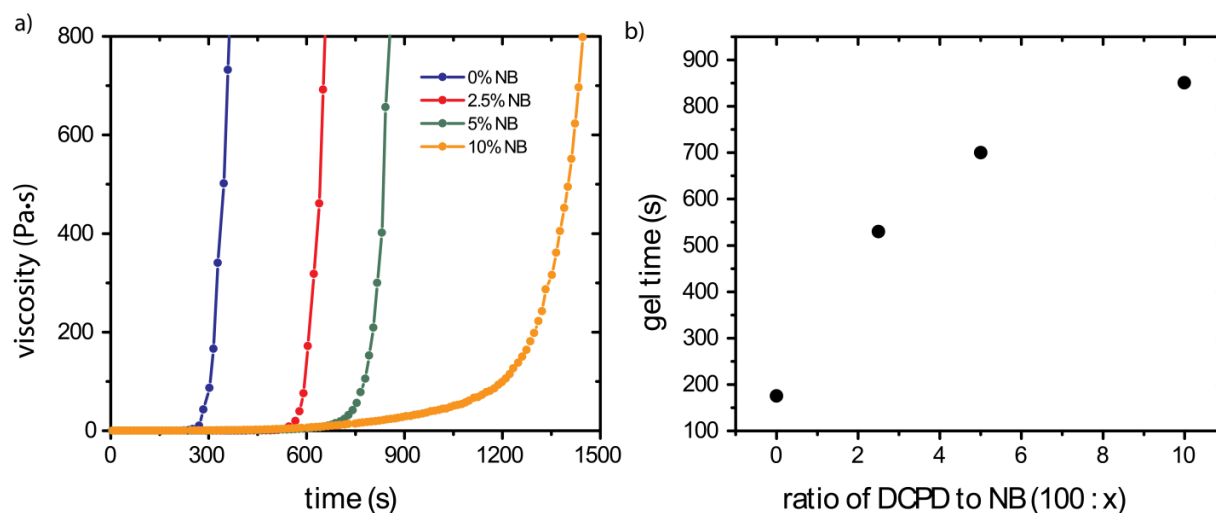 a)
800
600
400
200
0
viscosity (Pa•s)
0% NB
2.5% NB
5% NB
10% NB
0 300 600 900 1200 1500
time (s)
b)
900
800
700
600
500
400
300
200
100
gel time (s)
0 2 4 6 8 10
ratio of DCPD to NB (100 : x)